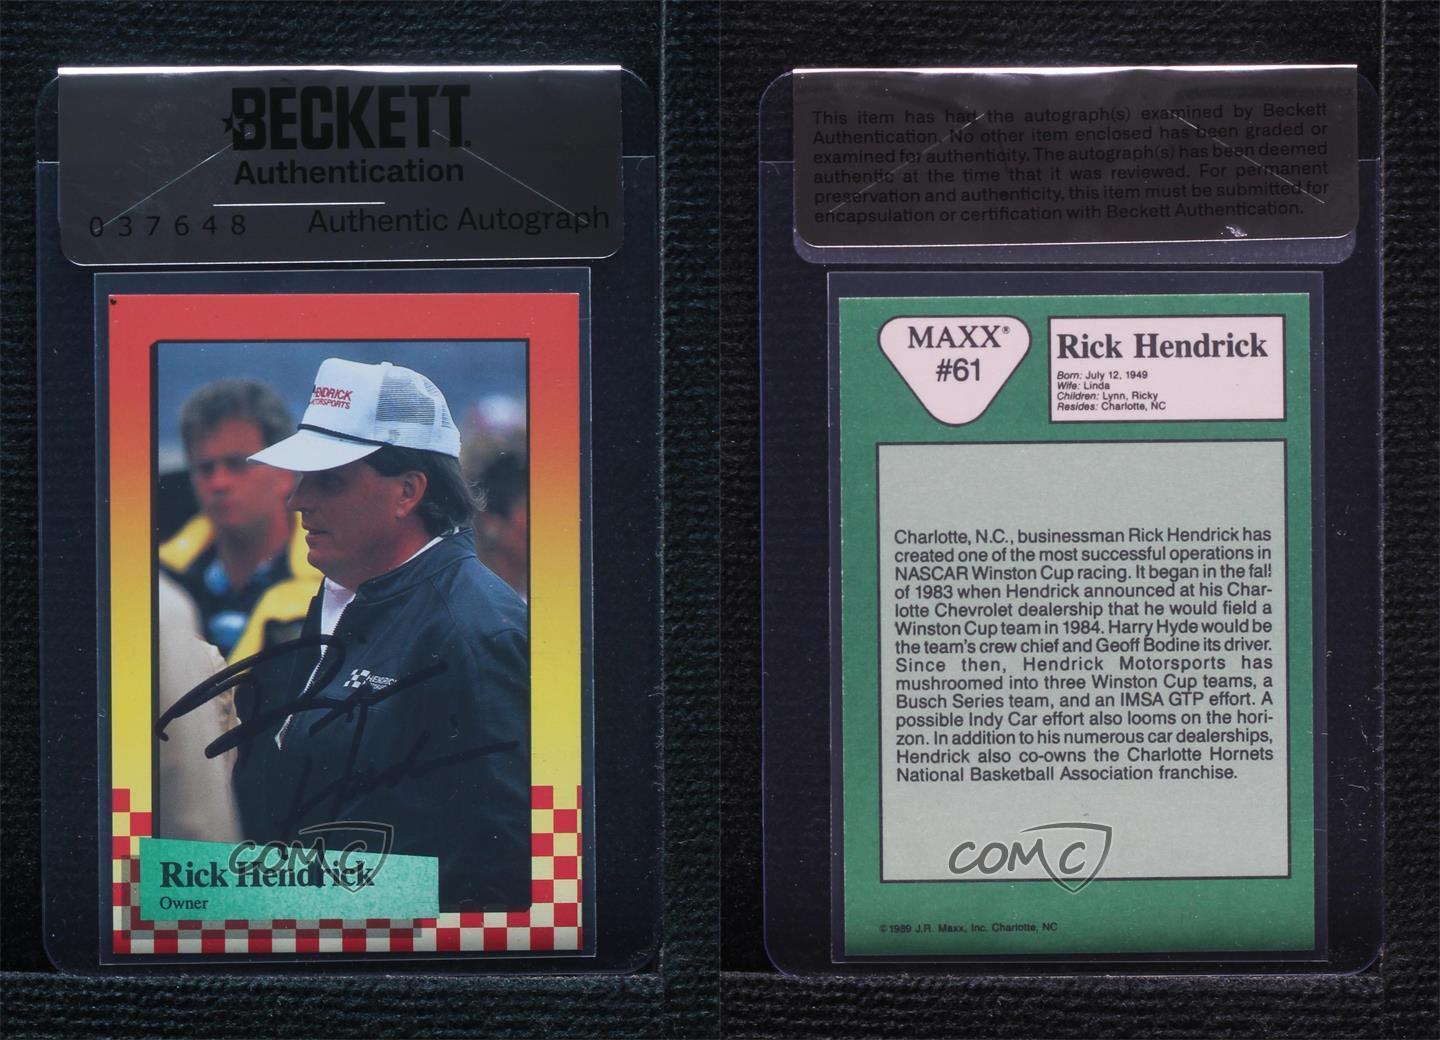 BECKETT
Authentication
037648 Authentic Autograph
HENDRICK
MOTORSPORTS
Rick Hendrick
Owner
COMC
This item has had the autograph(s) examined by Beckett
Authentication. No other item enclosed has been graded or
examined for authenticity. The autograph(s) has been deemed
authentic at the time that it was reviewed. For permanent
preservation and authenticity, this item must be submitted for
encapsulation or certification with Beckett Authentication.
MAXX®
#61
Rick Hendrick
Born: July 12, 1949
Wife: Linda
Children: Lynn, Ricky
Resides: Charlotte, NC
Charlotte, N.C., businessman Rick Hendrick has
created one of the most successful operations in
NASCAR Winston Cup racing. It began in the fall
of 1983 when Hendrick announced at his Char-
lotte Chevrolet dealership that he would field a
Winston Cup team in 1984. Harry Hyde would be
the team's crew chief and Geoff Bodine its driver.
Since then, Hendrick Motorsports has
mushroomed into three Winston Cup teams, a
Busch Series team, and an IMSA GTP effort. A
possible Indy Car effort also looms on the hori-
zon. In addition to his numerous car dealerships,
Hendrick also co-owns the Charlotte Hornets
National Basketball Association franchise.
COMC
© 1989 J.R. Maxx, Inc. Charlotte, NC